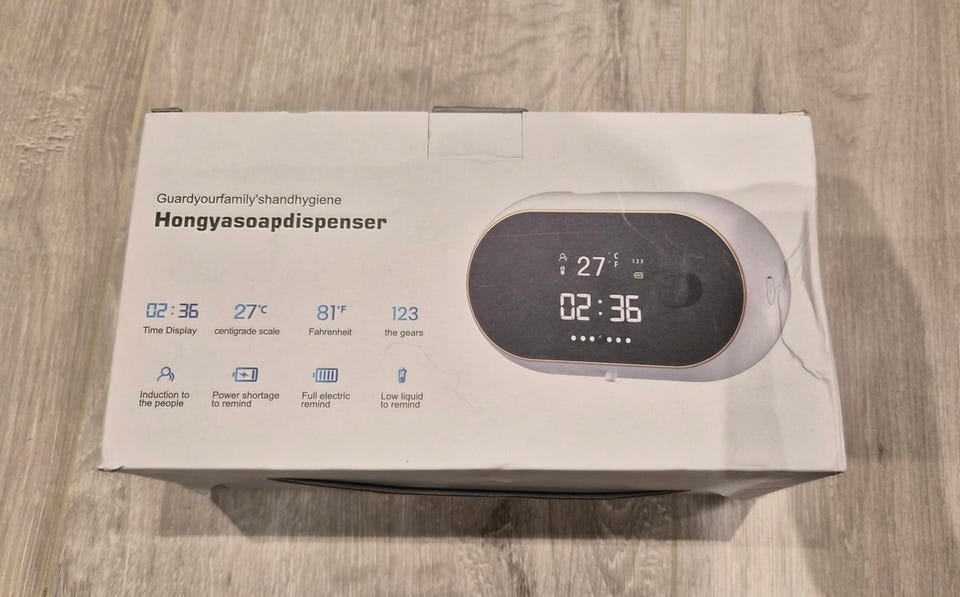 Guardyourfamily'shandhygiene
Hongyasoapdispenser
02:36
27°C
81°F
123
Time Display
centigrade scale
Fahrenheit
the gears
Induction to
the people
Power shortage
to remind
Full electric
remind
Low liquid
to remind
27 °C
F
123
02:36